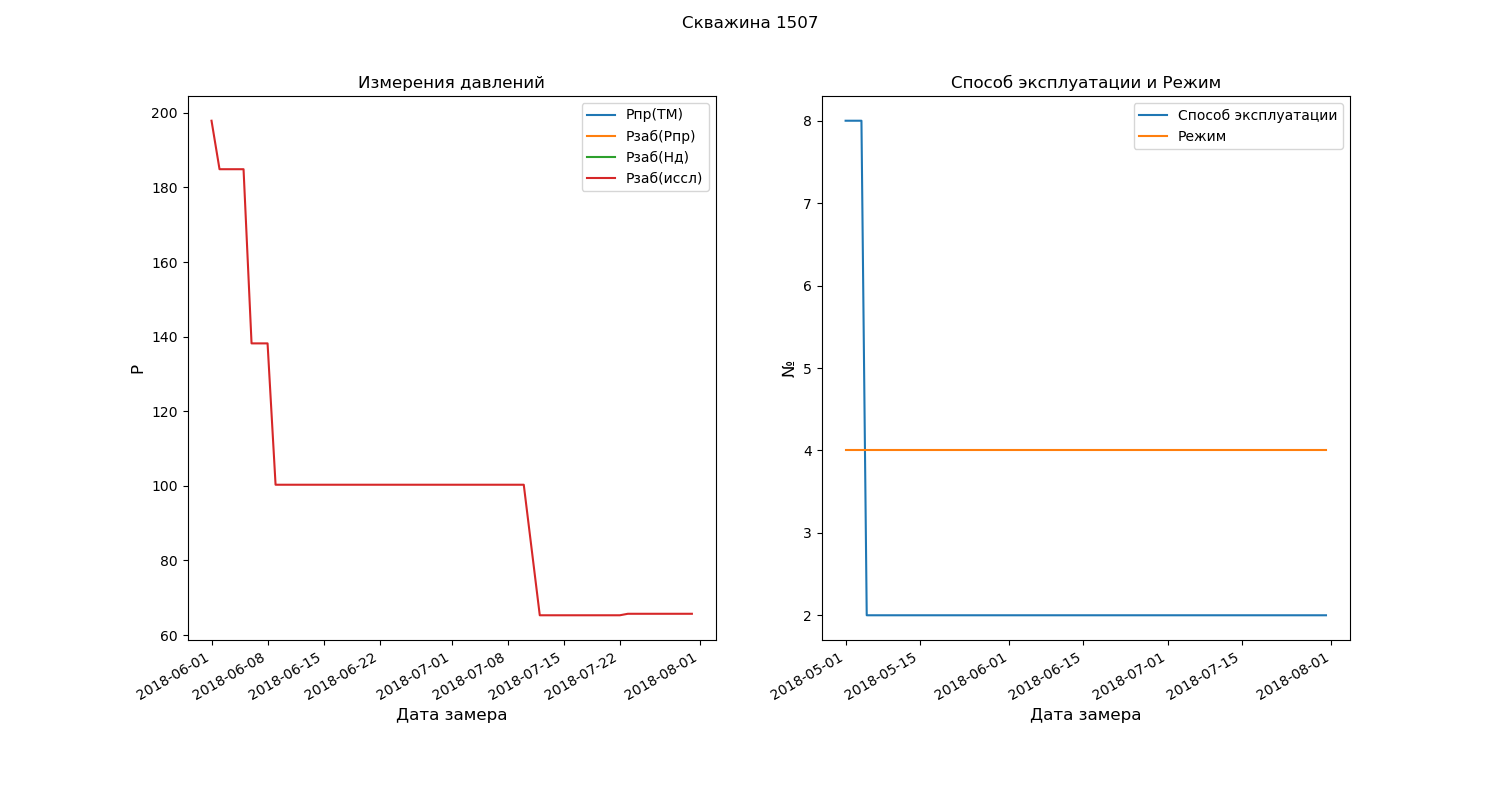 Скважина 1507
Измерения давлений
Pпр(ТМ)
Pзаб(Рпр)
Pзаб(Нд)
Pзаб(иссл)
200
180
160
140
120
100
80
60
P
2018-06-01
2018-06-08
2018-06-15
2018-06-22
2018-07-01
2018-07-08
2018-07-15
2018-07-22
2018-08-01
Дата замера
Способ эксплуатации и Режим
Способ эксплуатации
Режим
8
7
6
5
4
3
2
№
2018-05-01
2018-05-15
2018-06-01
2018-06-15
2018-07-01
2018-07-15
2018-08-01
Дата замера